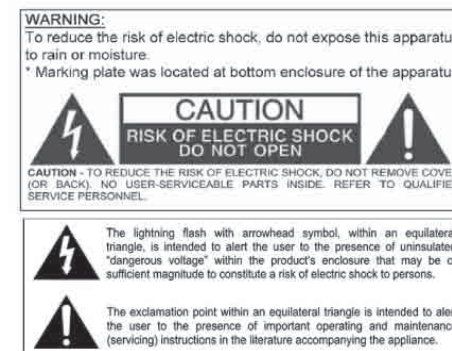 WARNING:
To reduce the risk of electric shock, do not expose this apparatu
to rain or moisture.
* Marking plate was located at bottom enclosure of the apparatu
CAUTION
RISK OF ELECTRIC SHOCK
DO NOT OPEN
CAUTION - TO REDUCE THE RISK OF ELECTRIC SHOCK, DO NOT REMOVE COVE
(OR BACK). NO USER-SERVICEABLE PARTS INSIDE. REFER TO QUALIFIE
SERVICE PERSONNEL.
The lightning flash with arrowhead symbol, within an equilatera
triangle, is intended to alert the user to the presence of uninsulate
"dangerous voltage" within the product's enclosure that may be o
sufficient magnitude to constitute a risk of electric shock to persons.
The exclamation point within an equilateral triangle is intended to aler
the user to the presence of important operating and maintenanc
(servicing) instructions in the literature accompanying the appliance.